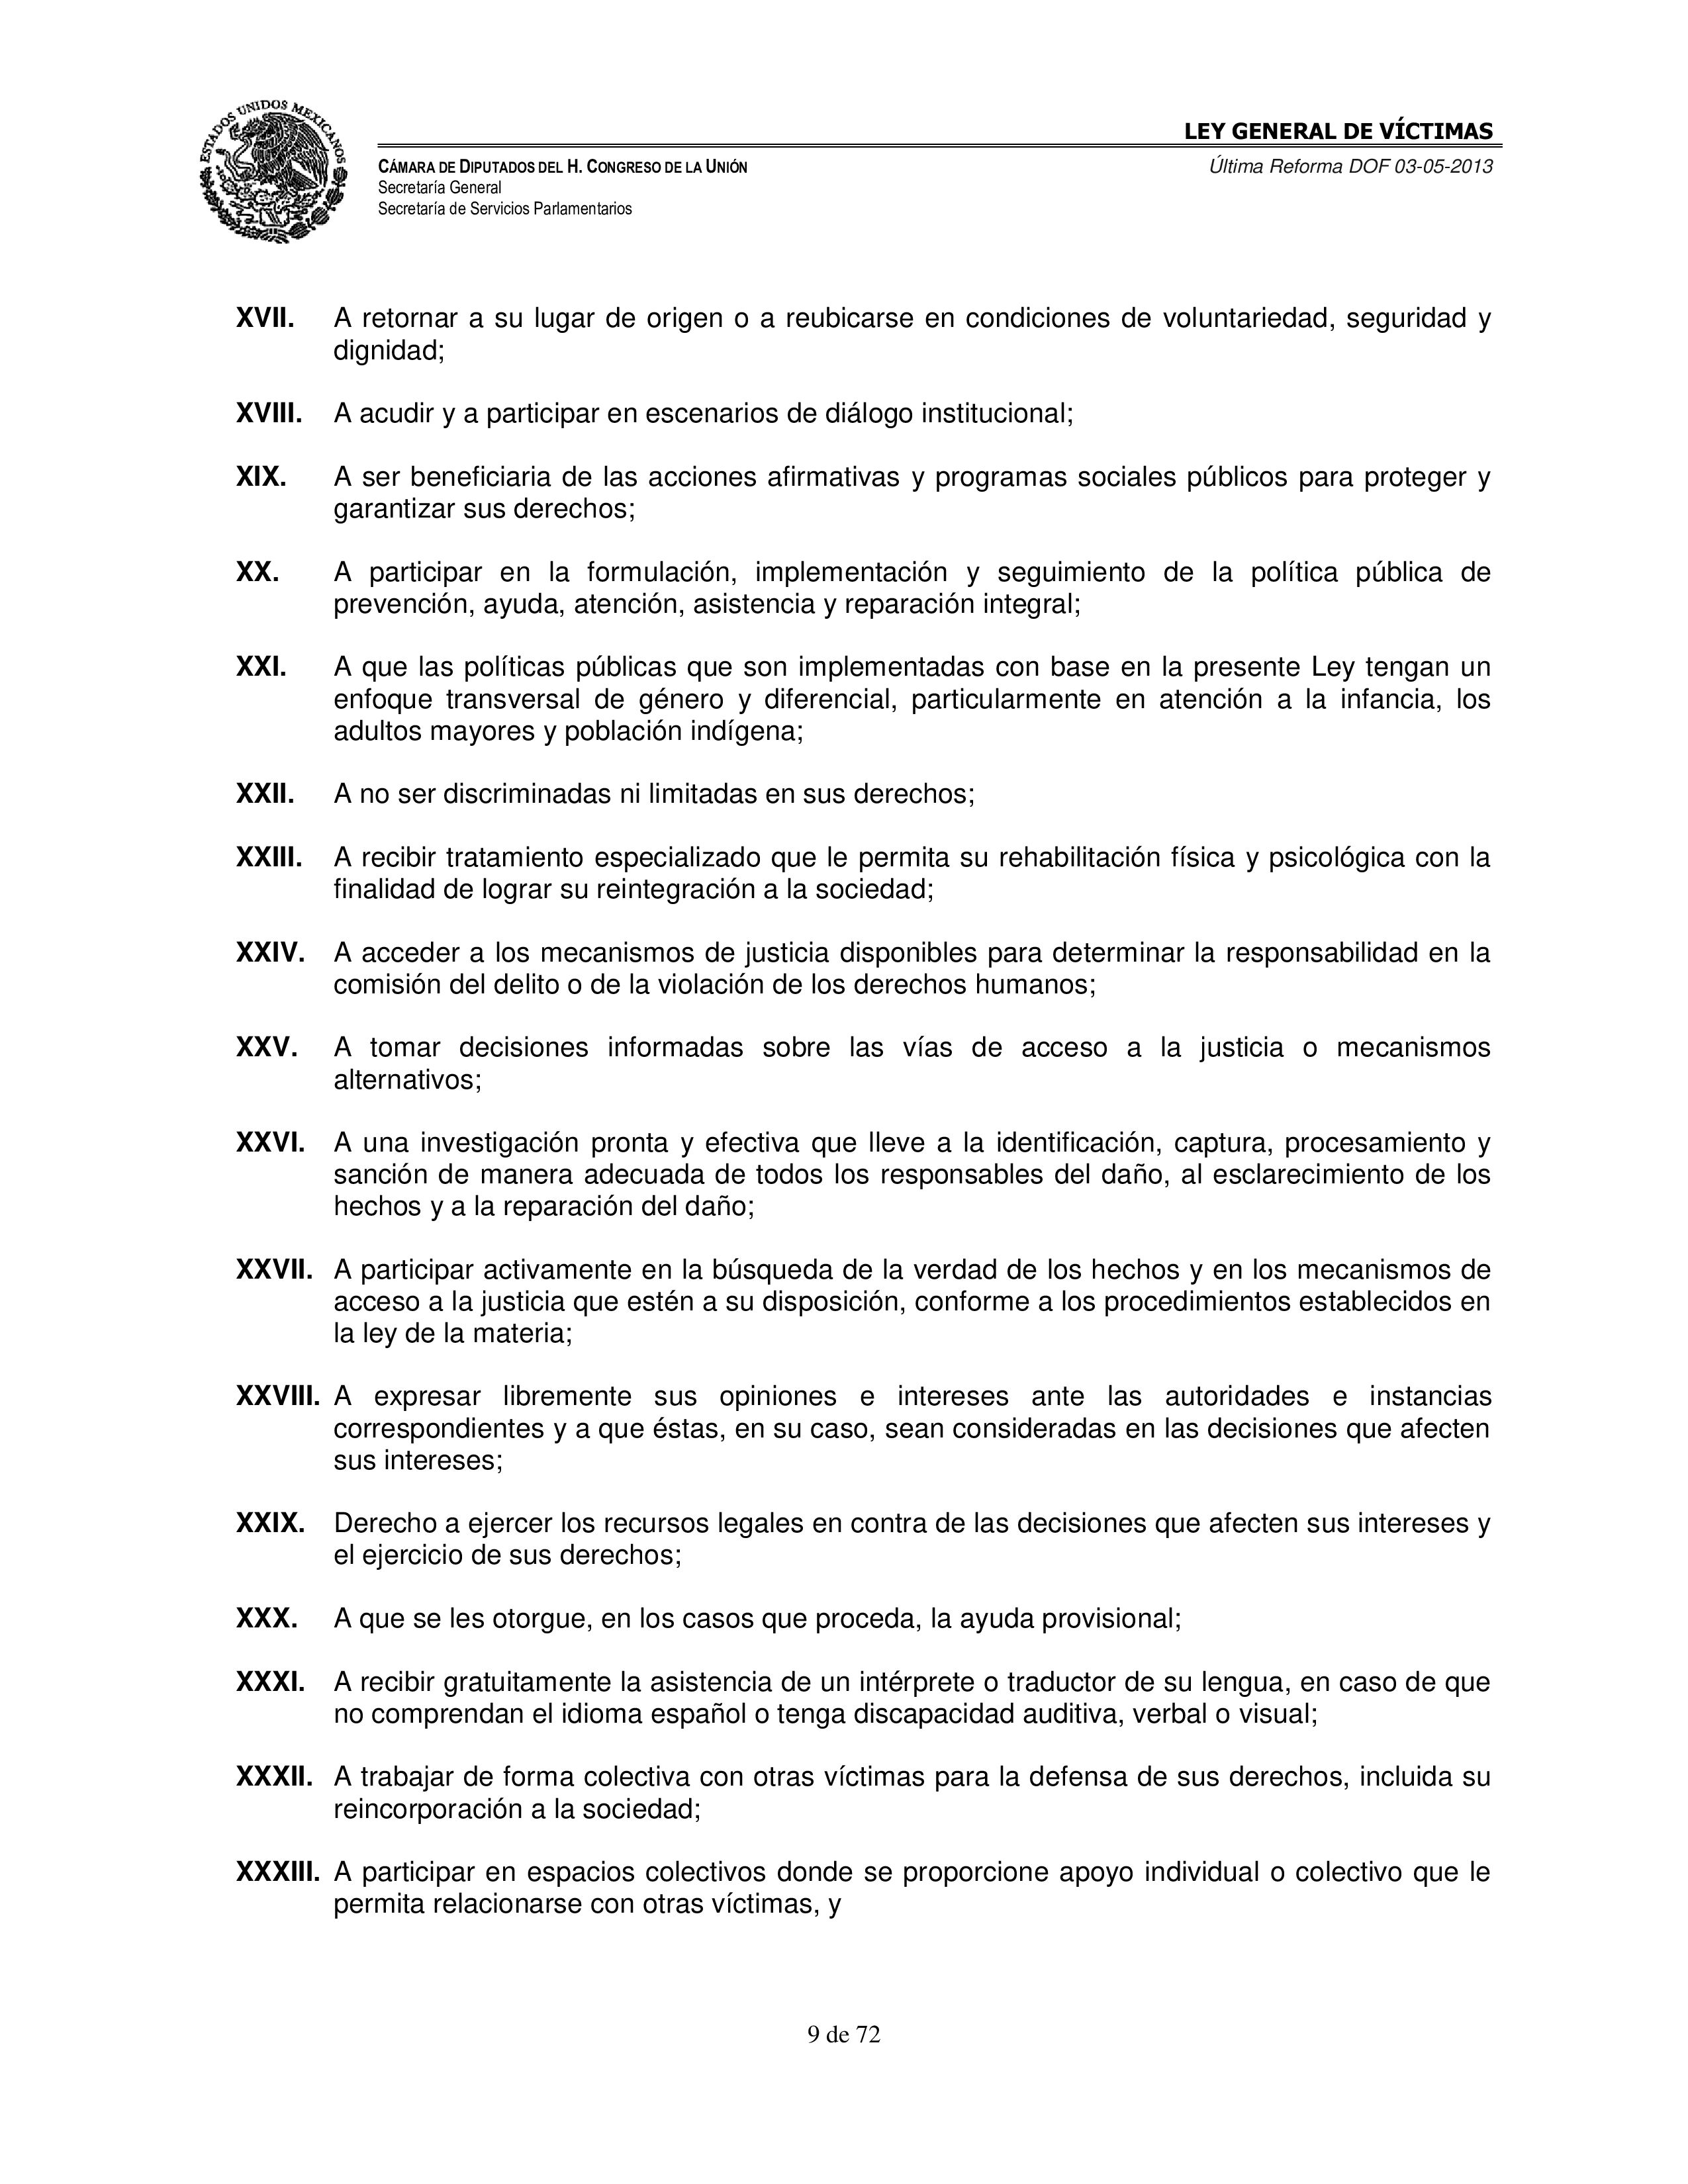 ESTADOS UNIDOS MEXICANOS
LEY GENERAL DE VÍCTIMAS
CÁMARA DE DIPUTADOS DEL H. CONGRESO DE LA UNIÓN
Última Reforma DOF 03-05-2013
Secretaría General
Secretaría de Servicios Parlamentarios
XVII. A retornar a su lugar de origen o a reubicarse en condiciones de voluntariedad, seguridad y
dignidad;
XVIII. A acudir y a participar en escenarios de diálogo institucional;
XIX. A ser beneficiaria de las acciones afirmativas y programas sociales públicos para proteger y
garantizar sus derechos;
XX. A participar en la formulación, implementación y seguimiento de la política pública de
prevención, ayuda, atención, asistencia y reparación integral;
XXI. A que las políticas públicas que son implementadas con base en la presente Ley tengan un
enfoque transversal de género y diferencial, particularmente en atención a la infancia, los
adultos mayores y población indígena;
XXII. A no ser discriminadas ni limitadas en sus derechos;
XXIII. A recibir tratamiento especializado que le permita su rehabilitación física y psicológica con la
finalidad de lograr su reintegración a la sociedad;
XXIV. A acceder a los mecanismos de justicia disponibles para determinar la responsabilidad en la
comisión del delito o de la violación de los derechos humanos;
XXV. A tomar decisiones informadas sobre las vías de acceso a la justicia o mecanismos
alternativos;
XXVI. A una investigación pronta y efectiva que lleve a la identificación, captura, procesamiento y
sanción de manera adecuada de todos los responsables del daño, al esclarecimiento de los
hechos y a la reparación del daño;
XXVII. A participar activamente en la búsqueda de la verdad de los hechos y en los mecanismos de
acceso a la justicia que estén a su disposición, conforme a los procedimientos establecidos en
la ley de la materia;
XXVIII. A expresar libremente sus opiniones e intereses ante las autoridades e instancias
correspondientes y a que éstas, en su caso, sean consideradas en las decisiones que afecten
sus intereses;
XXIX. Derecho a ejercer los recursos legales en contra de las decisiones que afecten sus intereses y
el ejercicio de sus derechos;
XXX. A que se les otorgue, en los casos que proceda, la ayuda provisional;
XXXI. A recibir gratuitamente la asistencia de un intérprete o traductor de su lengua, en caso de que
no comprendan el idioma español o tenga discapacidad auditiva, verbal o visual;
XXXII. A trabajar de forma colectiva con otras víctimas para la defensa de sus derechos, incluida su
reincorporación a la sociedad;
XXXIII. A participar en espacios colectivos donde se proporcione apoyo individual o colectivo que le
permita relacionarse con otras víctimas, y
9 de 72